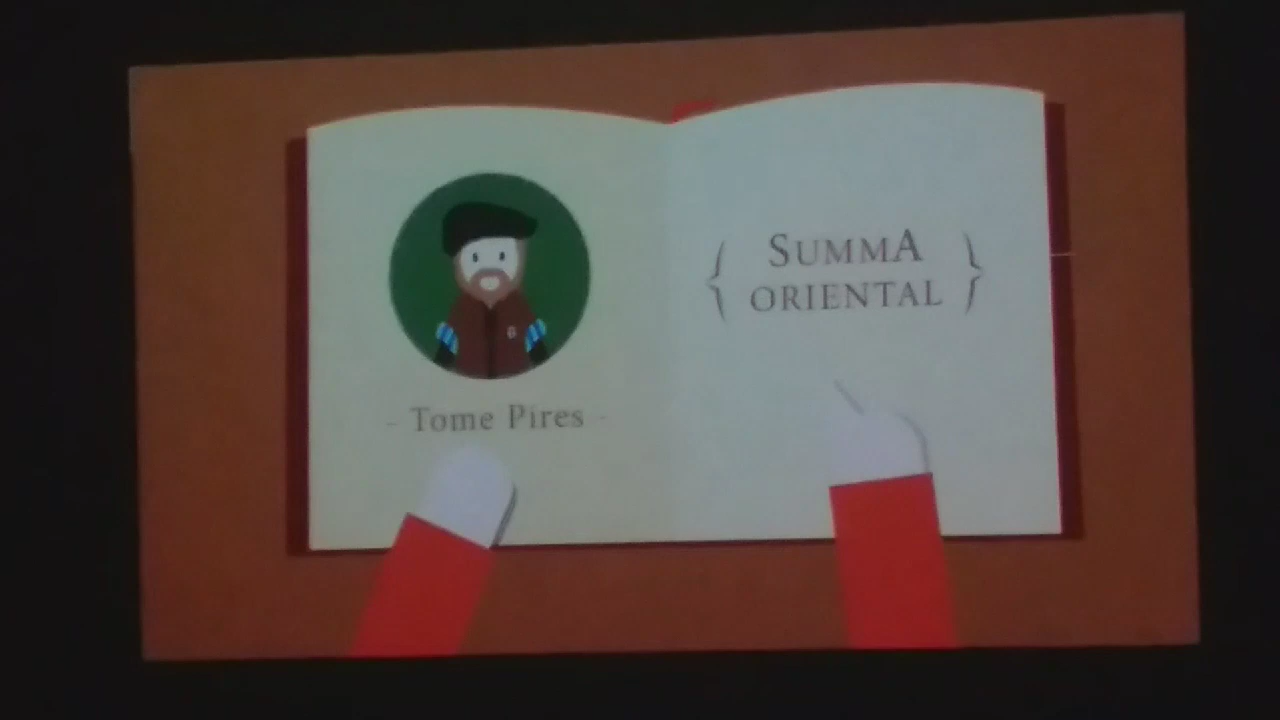 - Tome Pires -
{ SUMMA
ORIENTAL }